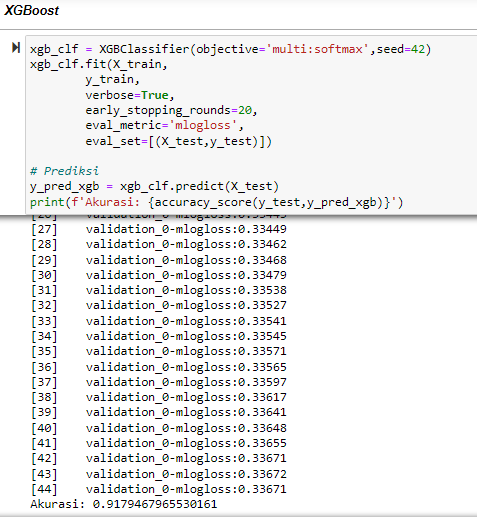 XGBoost
xgb_clf = XGBClassifier(objective='multi:softmax',seed=42)
xgb_clf.fit(X_train,
        y_train,
        verbose=True,
        early_stopping_rounds=20,
        eval_metric='mlogloss',
        eval_set=[(X_test,y_test)])
# Prediksi
y_pred_xgb = xgb_clf.predict(X_test)
print(f'Akurasi: {accuracy_score(y_test,y_pred_xgb)}')
[27]    validation_0-mlogloss:0.33449
[28]    validation_0-mlogloss:0.33462
[29]    validation_0-mlogloss:0.33468
[30]    validation_0-mlogloss:0.33479
[31]    validation_0-mlogloss:0.33538
[32]    validation_0-mlogloss:0.33527
[33]    validation_0-mlogloss:0.33541
[34]    validation_0-mlogloss:0.33545
[35]    validation_0-mlogloss:0.33571
[36]    validation_0-mlogloss:0.33565
[37]    validation_0-mlogloss:0.33597
[38]    validation_0-mlogloss:0.33617
[39]    validation_0-mlogloss:0.33641
[40]    validation_0-mlogloss:0.33648
[41]    validation_0-mlogloss:0.33655
[42]    validation_0-mlogloss:0.33671
[43]    validation_0-mlogloss:0.33672
[44]    validation_0-mlogloss:0.33671
Akurasi: 0.9179467965530161